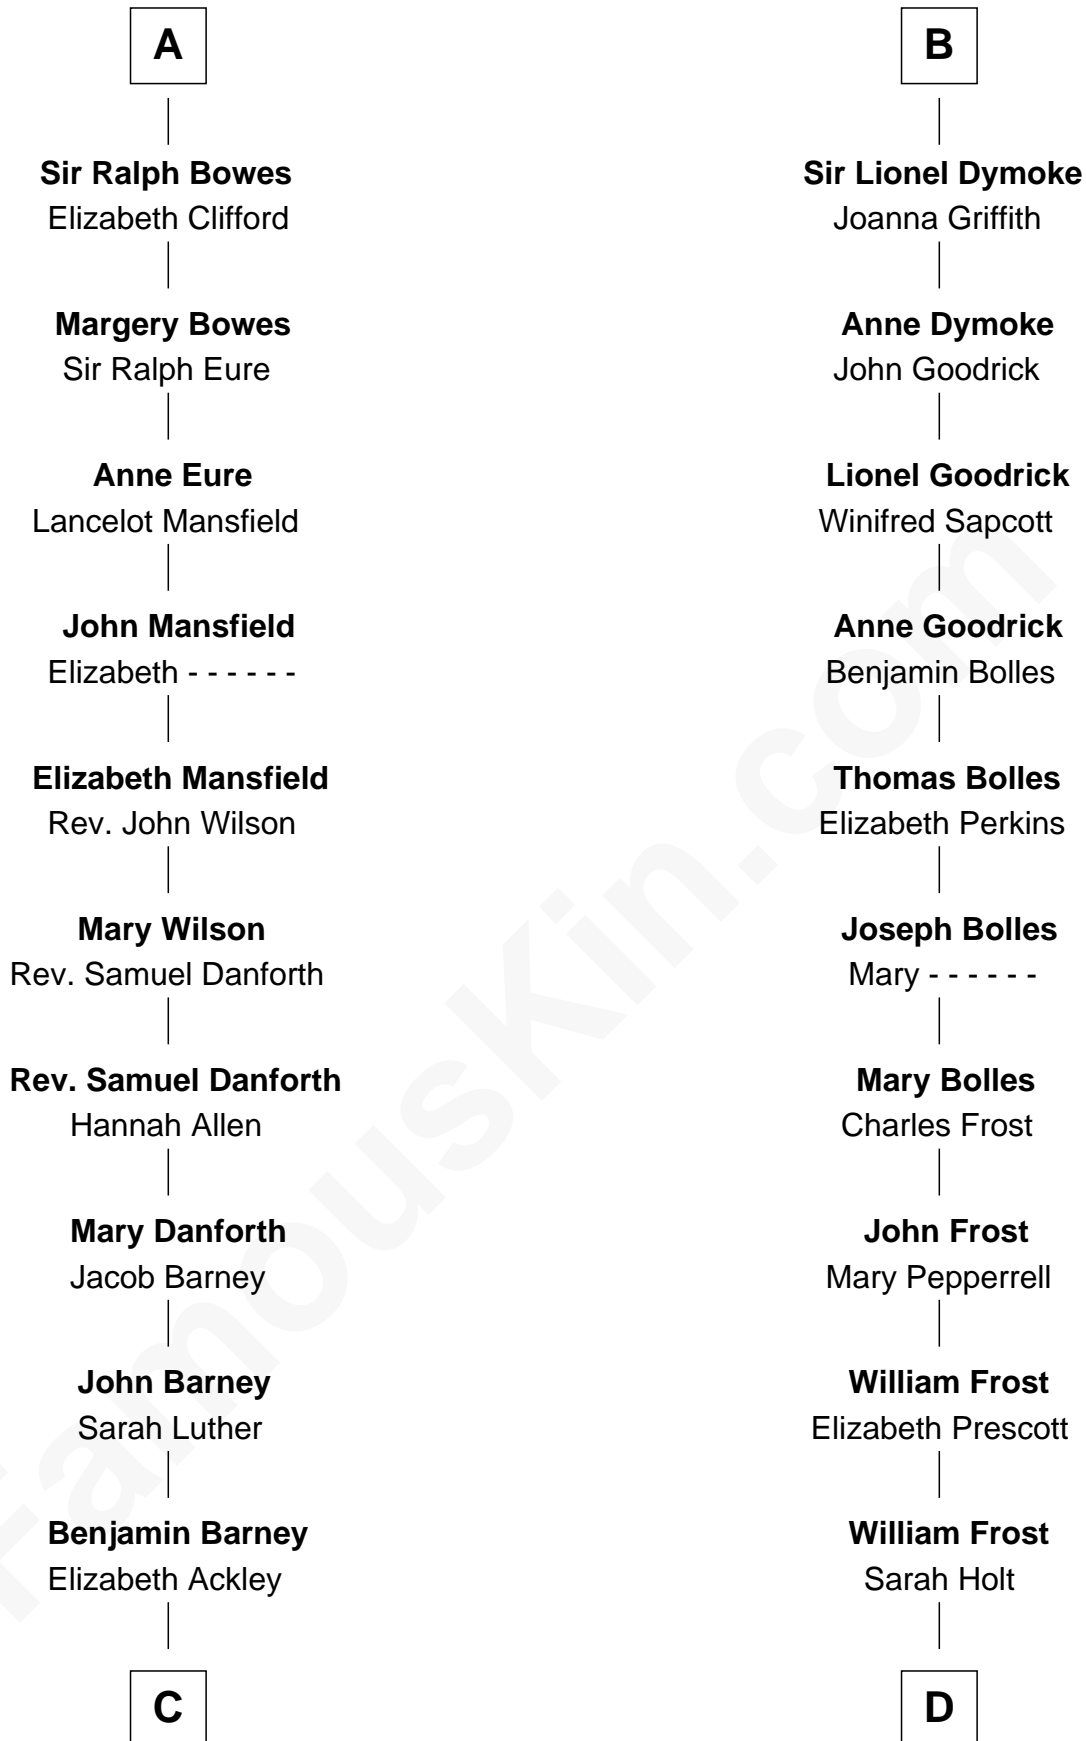 A
Sir Ralph Bowes
Elizabeth Clifford
Margery Bowes
Sir Ralph Eure
Anne Eure
Lancelot Mansfield
John Mansfield
Elizabeth - - - - - -
Elizabeth Mansfield
Rev. John Wilson
Mary Wilson
Rev. Samuel Danforth
Rev. Samuel Danforth
Hannah Allen
Mary Danforth
Jacob Barney
John Barney
Sarah Luther
Benjamin Barney
Elizabeth Ackley
C
B
Sir Lionel Dymoke
Joanna Griffith
Anne Dymoke
John Goodrick
Lionel Goodrick
Winifred Sapcott
Anne Goodrick
Benjamin Bolles
Thomas Bolles
Elizabeth Perkins
Joseph Bolles
Mary - - - - - -
Mary Bolles
Charles Frost
John Frost
Mary Pepperrell
William Frost
Elizabeth Prescott
William Frost
Sarah Holt
D
FamousKin.com